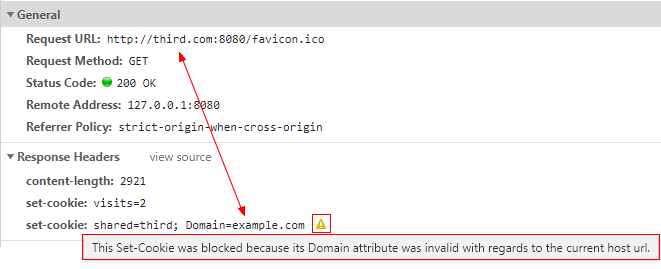 General
Request URL: http://third.com:8080/favicon.ico
Request Method: GET
Status Code: 200 OK
Remote Address: 127.0.0.1:8080
Referrer Policy: strict-origin-when-cross-origin
Response Headers view source
content-length: 2921
set-cookie: visits=2
set-cookie: shared=third; Domain=example.com
This Set-Cookie was blocked because its Domain attribute was invalid with regards to the current host url.